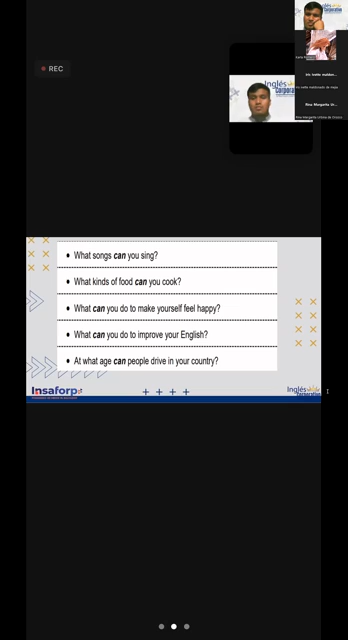 REC
Inglés
Corporation
• What songs can you sing?
• What kinds of food can you cook?
• What can you do to make yourself feel happy?
• What can you do to improve your English?
• At what age can people drive in your country?
Insaforp
Inglés
Corporation